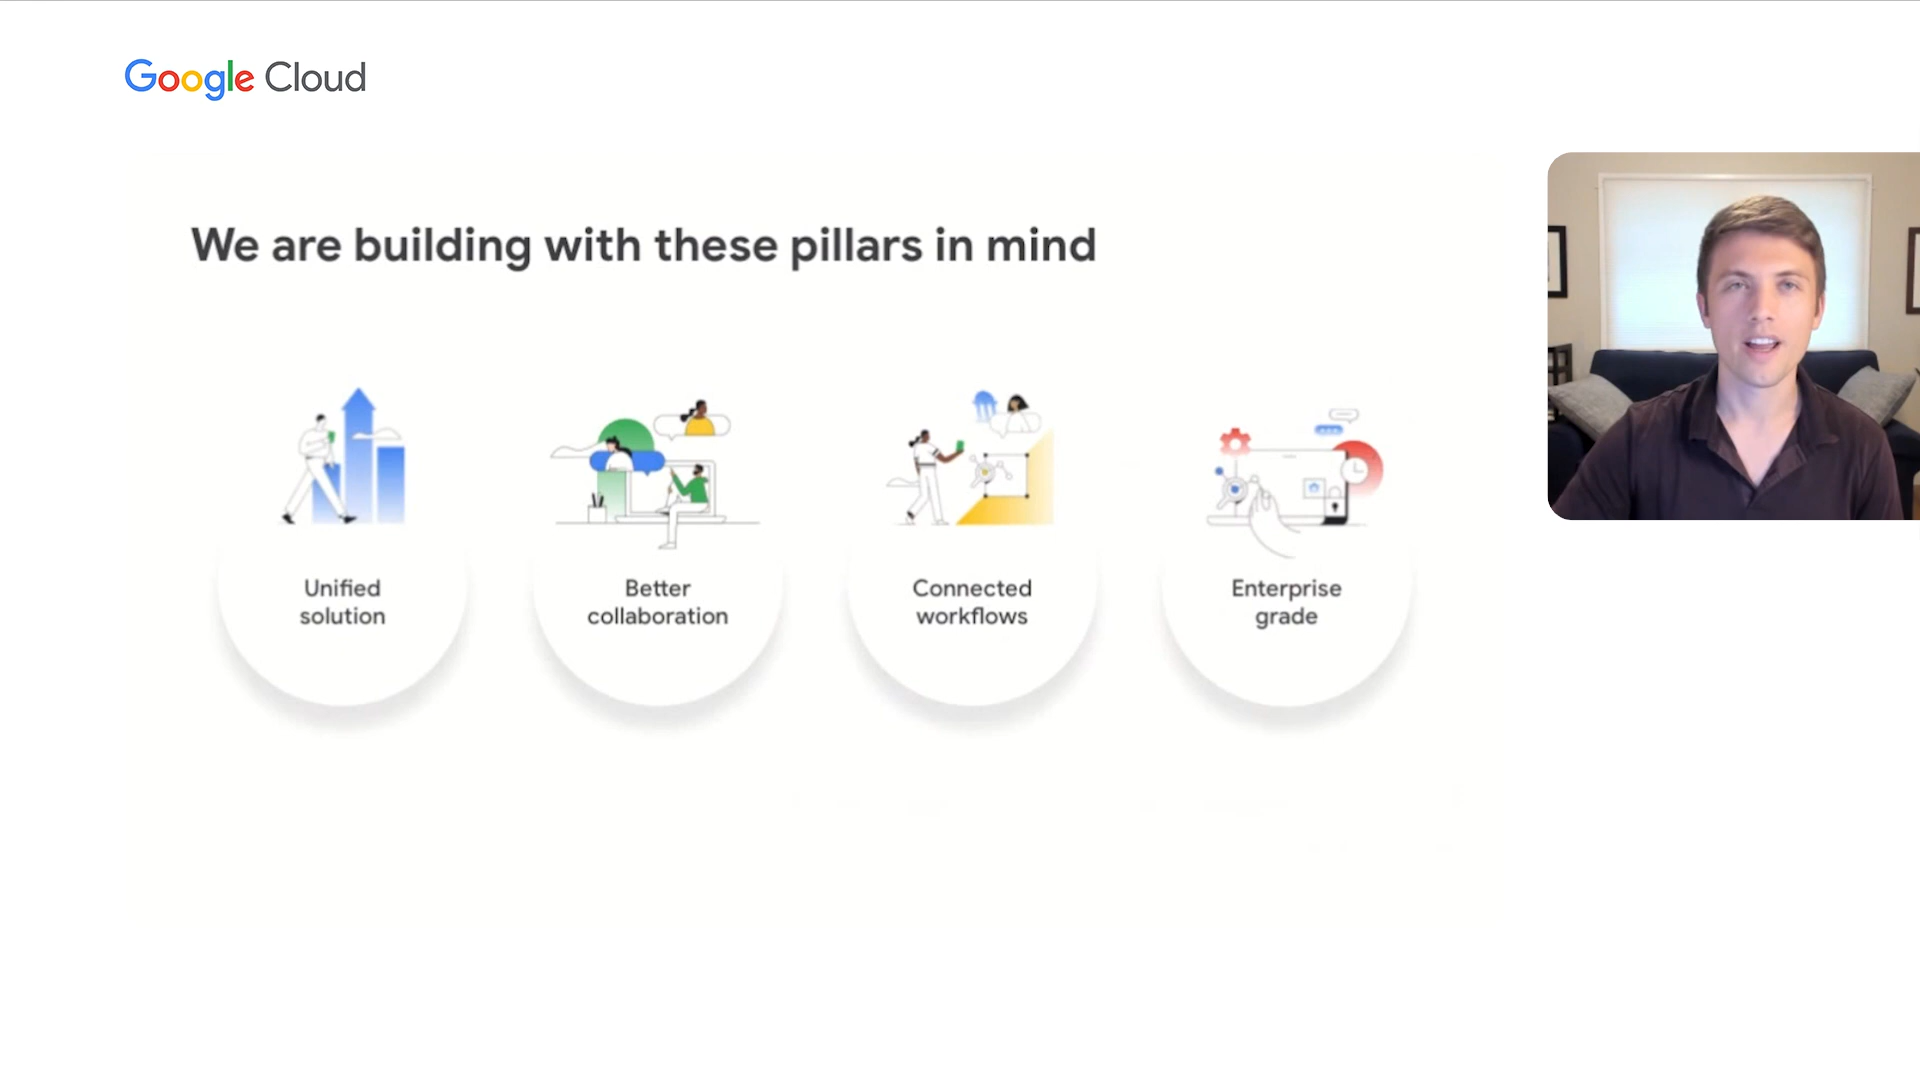 Google Cloud
We are building with these pillars in mind
Unified
solution
Better
collaboration
Connected
workflows
Enterprise
grade